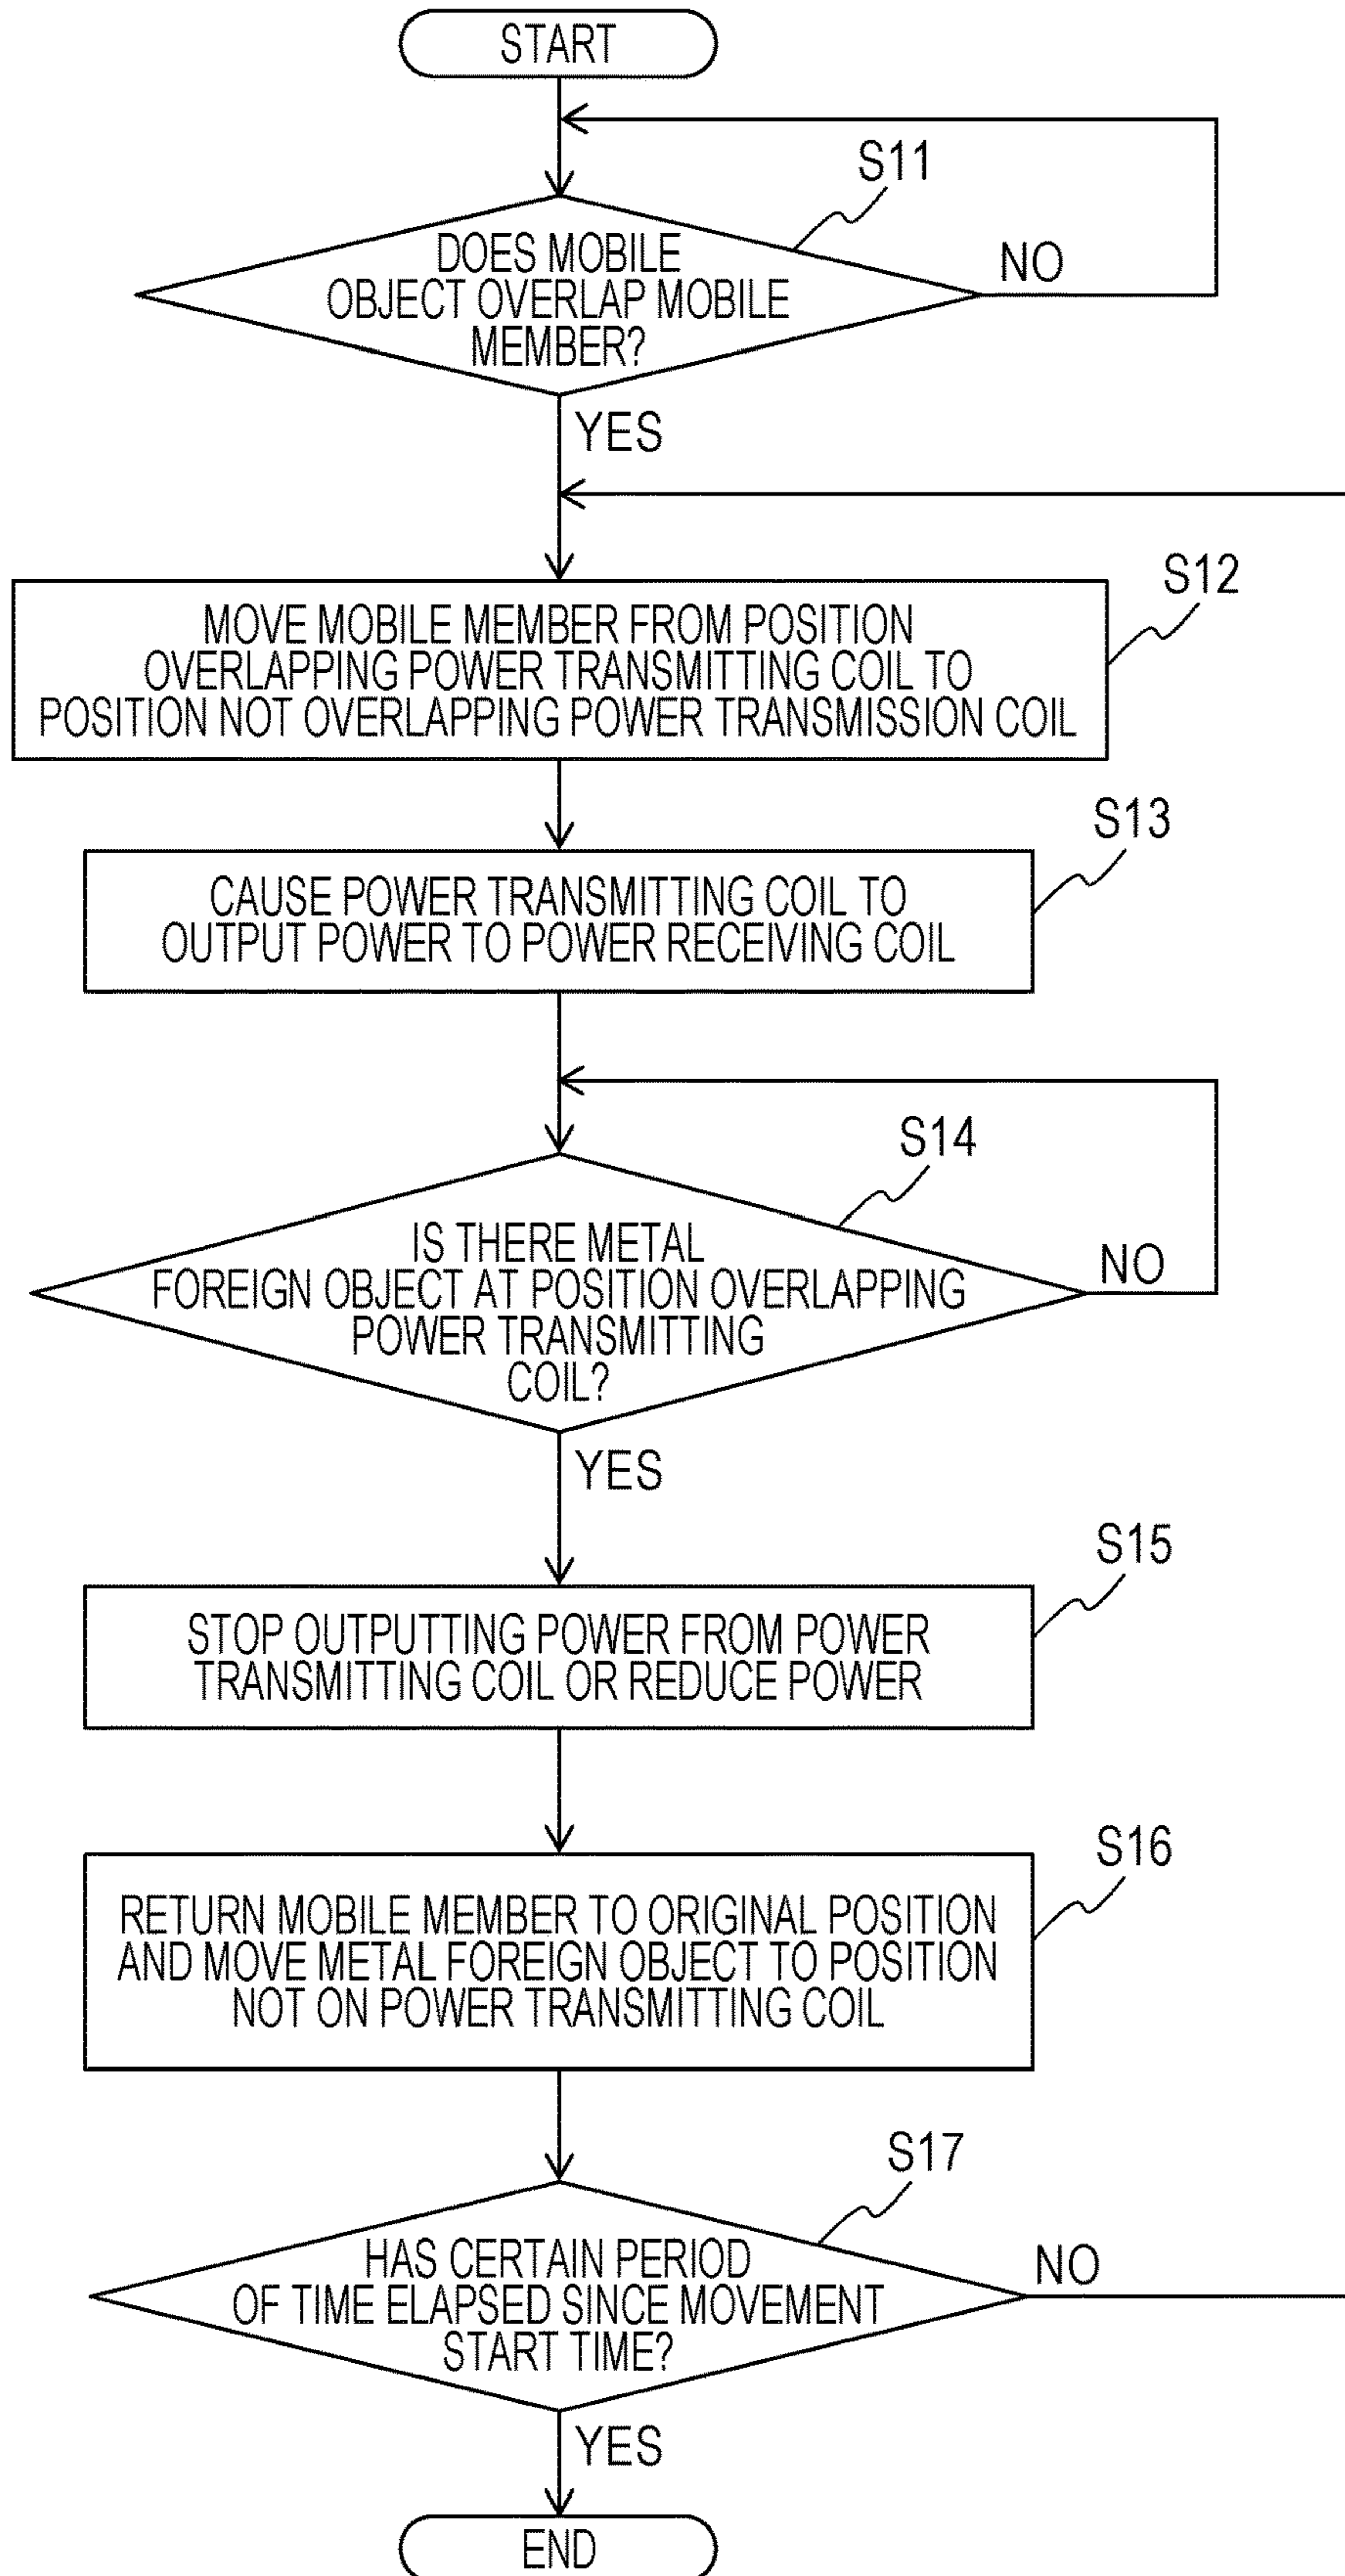 START
S11
DOES MOBILE
OBJECT OVERLAP MOBILE
MEMBER?
NO
YES
S12
MOVE MOBILE MEMBER FROM POSITION
OVERLAPPING POWER TRANSMITTING COIL TO
POSITION NOT OVERLAPPING POWER TRANSMISSION COIL
S13
CAUSE POWER TRANSMITTING COIL TO
OUTPUT POWER TO POWER RECEIVING COIL
S14
IS THERE METAL
FOREIGN OBJECT AT POSITION OVERLAPPING
POWER TRANSMITTING
COIL?
NO
YES
S15
STOP OUTPUTTING POWER FROM POWER
TRANSMITTING COIL OR REDUCE POWER
S16
RETURN MOBILE MEMBER TO ORIGINAL POSITION
AND MOVE METAL FOREIGN OBJECT TO POSITION
NOT ON POWER TRANSMITTING COIL
S17
HAS CERTAIN PERIOD
OF TIME ELAPSED SINCE MOVEMENT
START TIME?
NO
YES
END